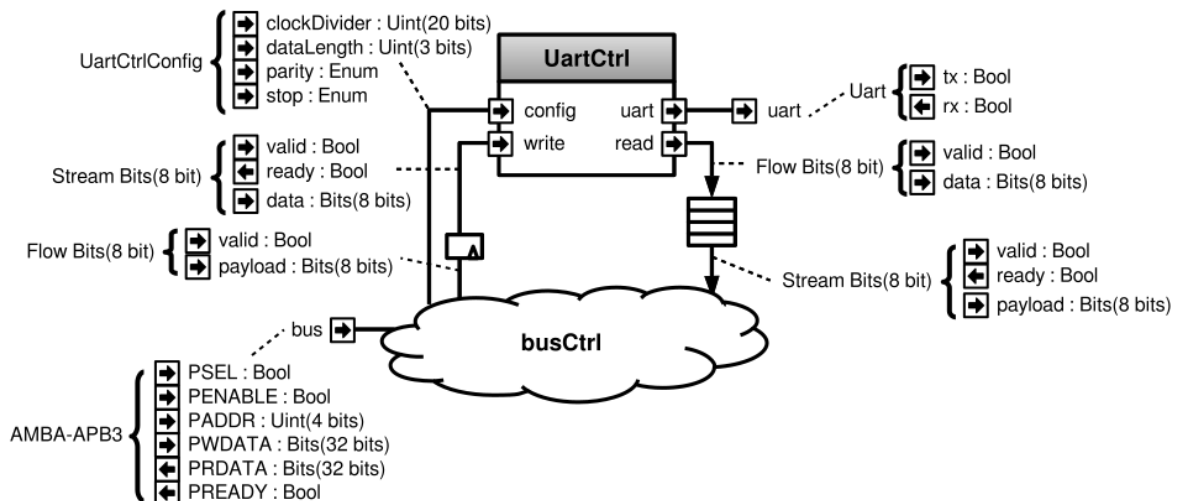 UartCtrlConfig
clockDivider : Uint(20 bits)
dataLength : Uint(3 bits)
parity : Enum
stop : Enum
UartCtrl
config
uart
write
read
uart
Uart
tx : Bool
rx : Bool
Stream Bits(8 bit)
valid : Bool
ready : Bool
data : Bits(8 bits)
Flow Bits(8 bit)
valid : Bool
data : Bits(8 bits)
Flow Bits(8 bit)
valid : Bool
payload : Bits(8 bits)
Stream Bits(8 bit)
valid : Bool
ready : Bool
payload : Bits(8 bits)
bus
busCtrl
AMBA-APB3
PSEL : Bool
PENABLE : Bool
PADDR : Uint(4 bits)
PWDATA : Bits(32 bits)
PRDATA : Bits(32 bits)
PREADY : Bool